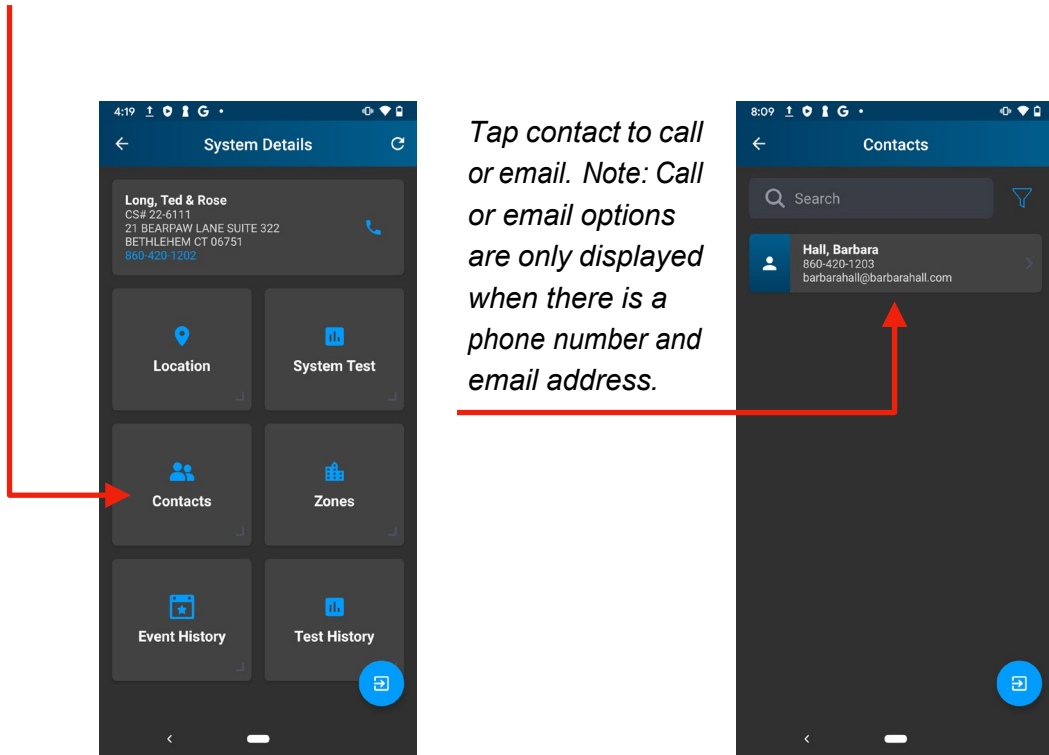 4:19 G
System Details
Long, Ted & Rose
CS# 22-6111
21 BEARPAW LANE SUITE 322
BETHLEHEM CT 06751
860-420-1202
Location
System Test
Contacts
Zones
Event History
Test History
Tap contact to call
or email. Note: Call
or email options
are only displayed
when there is a
phone number and
email address.
8:09 G
Contacts
Search
Hall, Barbara
860-420-1203
barbarahall@barbarahall.com